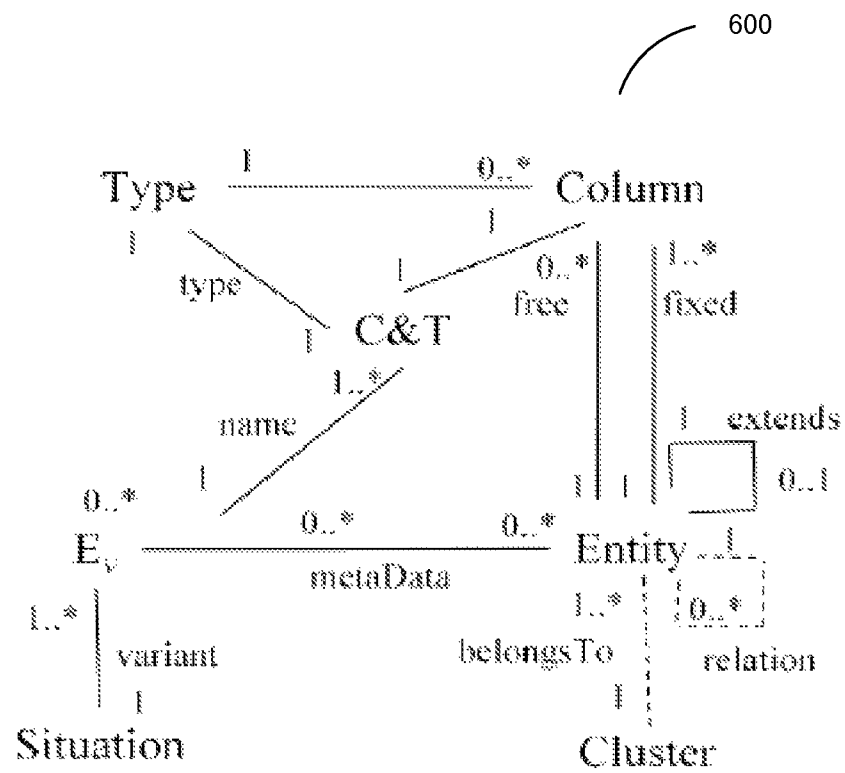 600
1 0..*
Type Column
1 1
type 1 0..* 1..*
free fixed
1 C&T
1..*
name 1 extends
1 1 1 0..1
0..* 0..* 0..*
Ev Entity 1
metaData
1..* 1..* 0..*
variant belongsTo relation
1 1
Situation Cluster